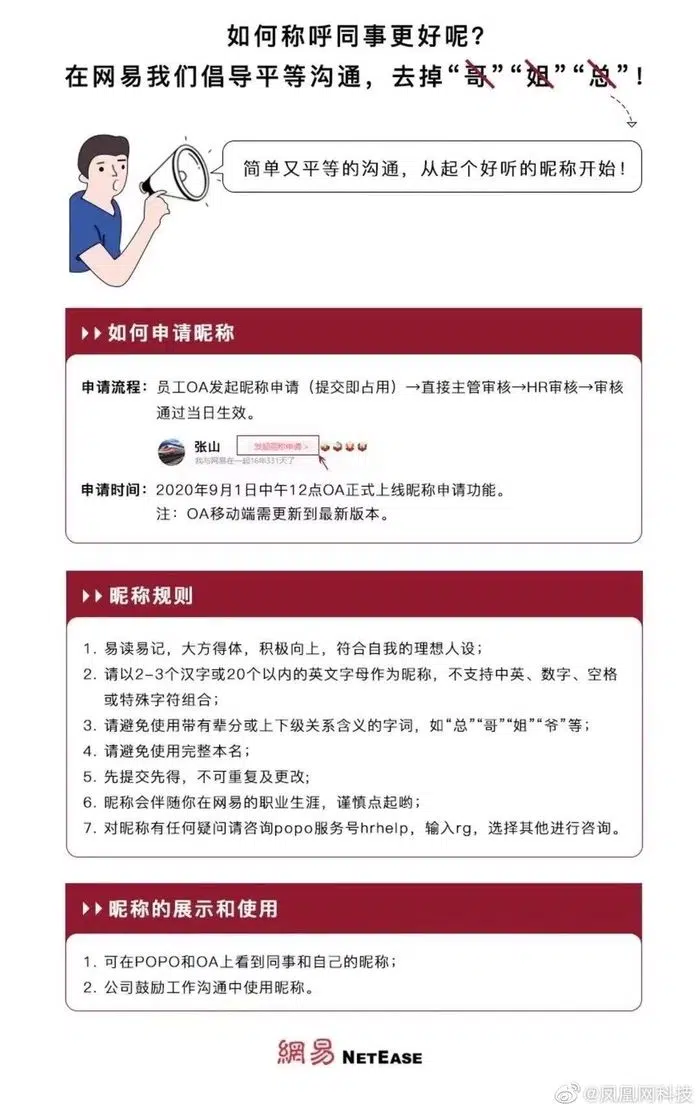 如何称呼同事更好呢?
在网易我们倡导平等沟通，去掉“哥”“姐”“总”!
简单又平等的沟通，从起个好听的昵称开始!
如何申请昵称
申请流程：员工OA发起昵称申请（提交即占用）→直接主管审核→HR审核→审核
通过当日生效。
张山 发起昵称申请 >
我与网易在一起16年331天了
申请时间：2020年9月1日中午12点OA正式上线昵称申请功能。
注：OA移动端需更新到最新版本。
昵称规则
1. 易读易记，大方得体，积极向上，符合自我的理想人设；
2. 请以2-3个汉字或20个以内的英文字母作为昵称，不支持中英、数字、空格
或特殊字符组合；
3. 请避免使用带有辈分或上下级关系含义的字词，如“总”“哥”“姐”“爷”等；
4. 请避免使用完整本名；
5. 先提交先得，不可重复及更改;
6. 昵称会伴随你在网易的职业生涯，谨慎点起哟；
7. 对昵称有任何疑问请咨询popo服务号hrhelp，输入rg，选择其他进行咨询。
昵称的展示和使用
1. 可在POPO和OA上看到同事和自己的昵称；
2. 公司鼓励工作沟通中使用昵称。
網易 NETEASE
@凤凰网科技